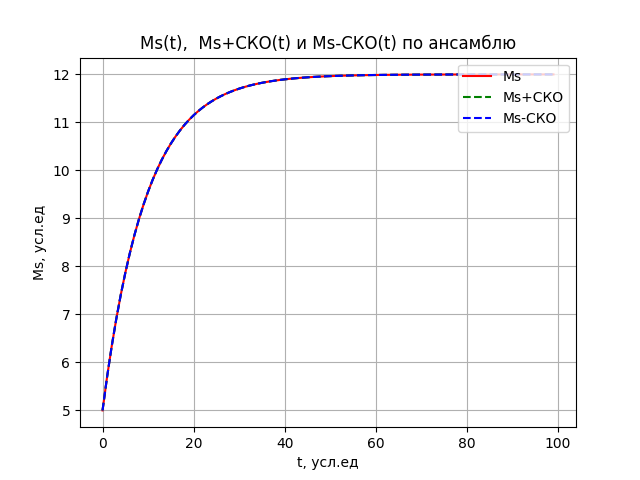 Ms(t),  Ms+СКО(t) и Ms-СКО(t) по ансамблю
12
11
10
9
8
7
6
5
Ms, усл.ед
Ms
Ms+СКО
Ms-СКО
0 20 40 60 80 100
t, усл.ед